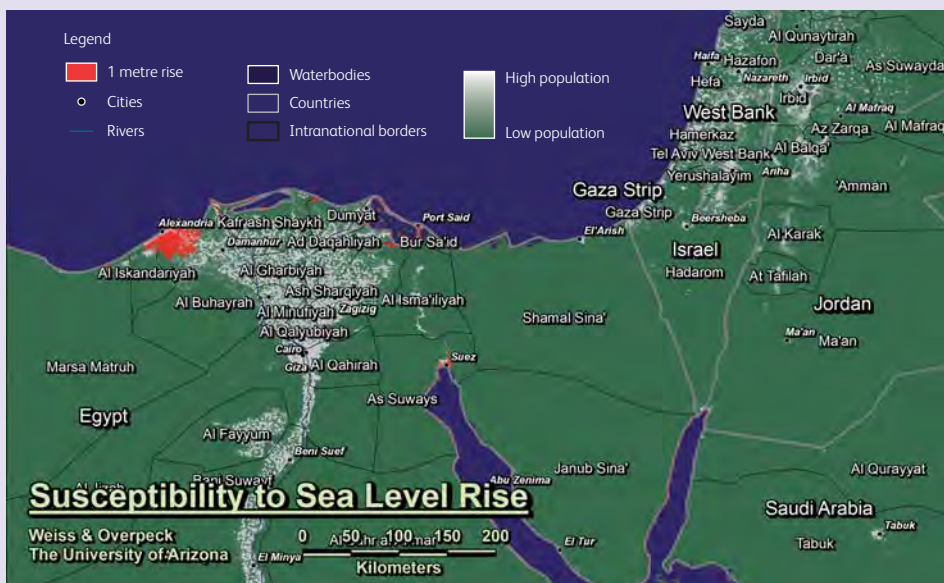 Legend
1 metre rise
Cities
Rivers
Waterbodies
Countries
Intranational borders
High population
Low population
Sayda
Al Qunaytirah
Haifa
Hazafon
Dar'a
As Suwayda
Hefa
Nazareth
Irbid
Irbid
West Bank
Al Mafraq
Hamerkaz
Az Zarqa
Al Mafraq
Tel Aviv
West Bank
Al Balqa'
Yerushalayim
Ariha
'Amman
Gaza Strip
Gaza Strip
Beersheba
El'Arish
Israel
Al Karak
Hadarom
At Tafilah
Jordan
Ma'an
Ma'an
Alexandria
Kafr ash Shaykh
Dumyat
Port Said
Damanhur
Ad Daqahliyah
Bur Sa'id
Al Iskandariyah
Al Gharbiyah
Ash Sharqiyah
Al Buhayrah
Al Isma'iliyah
Al Minufiyah
Zagizig
Shamal Sina'
Al Qalyubiyah
Cairo
Giza
Al Qahirah
Suez
Marsa Matruh
As Suways
Egypt
Al Fayyum
Beni Suef
Bani Suwayf
Janub Sina'
Al Qurayyat
Abu Zenima
Saudi Arabia
Tabuk
Tabuk
El Tur
El Minya
Susceptibility to Sea Level Rise
Weiss & Overpeck
The University of Arizona
0 50 100 150 200
Kilometers